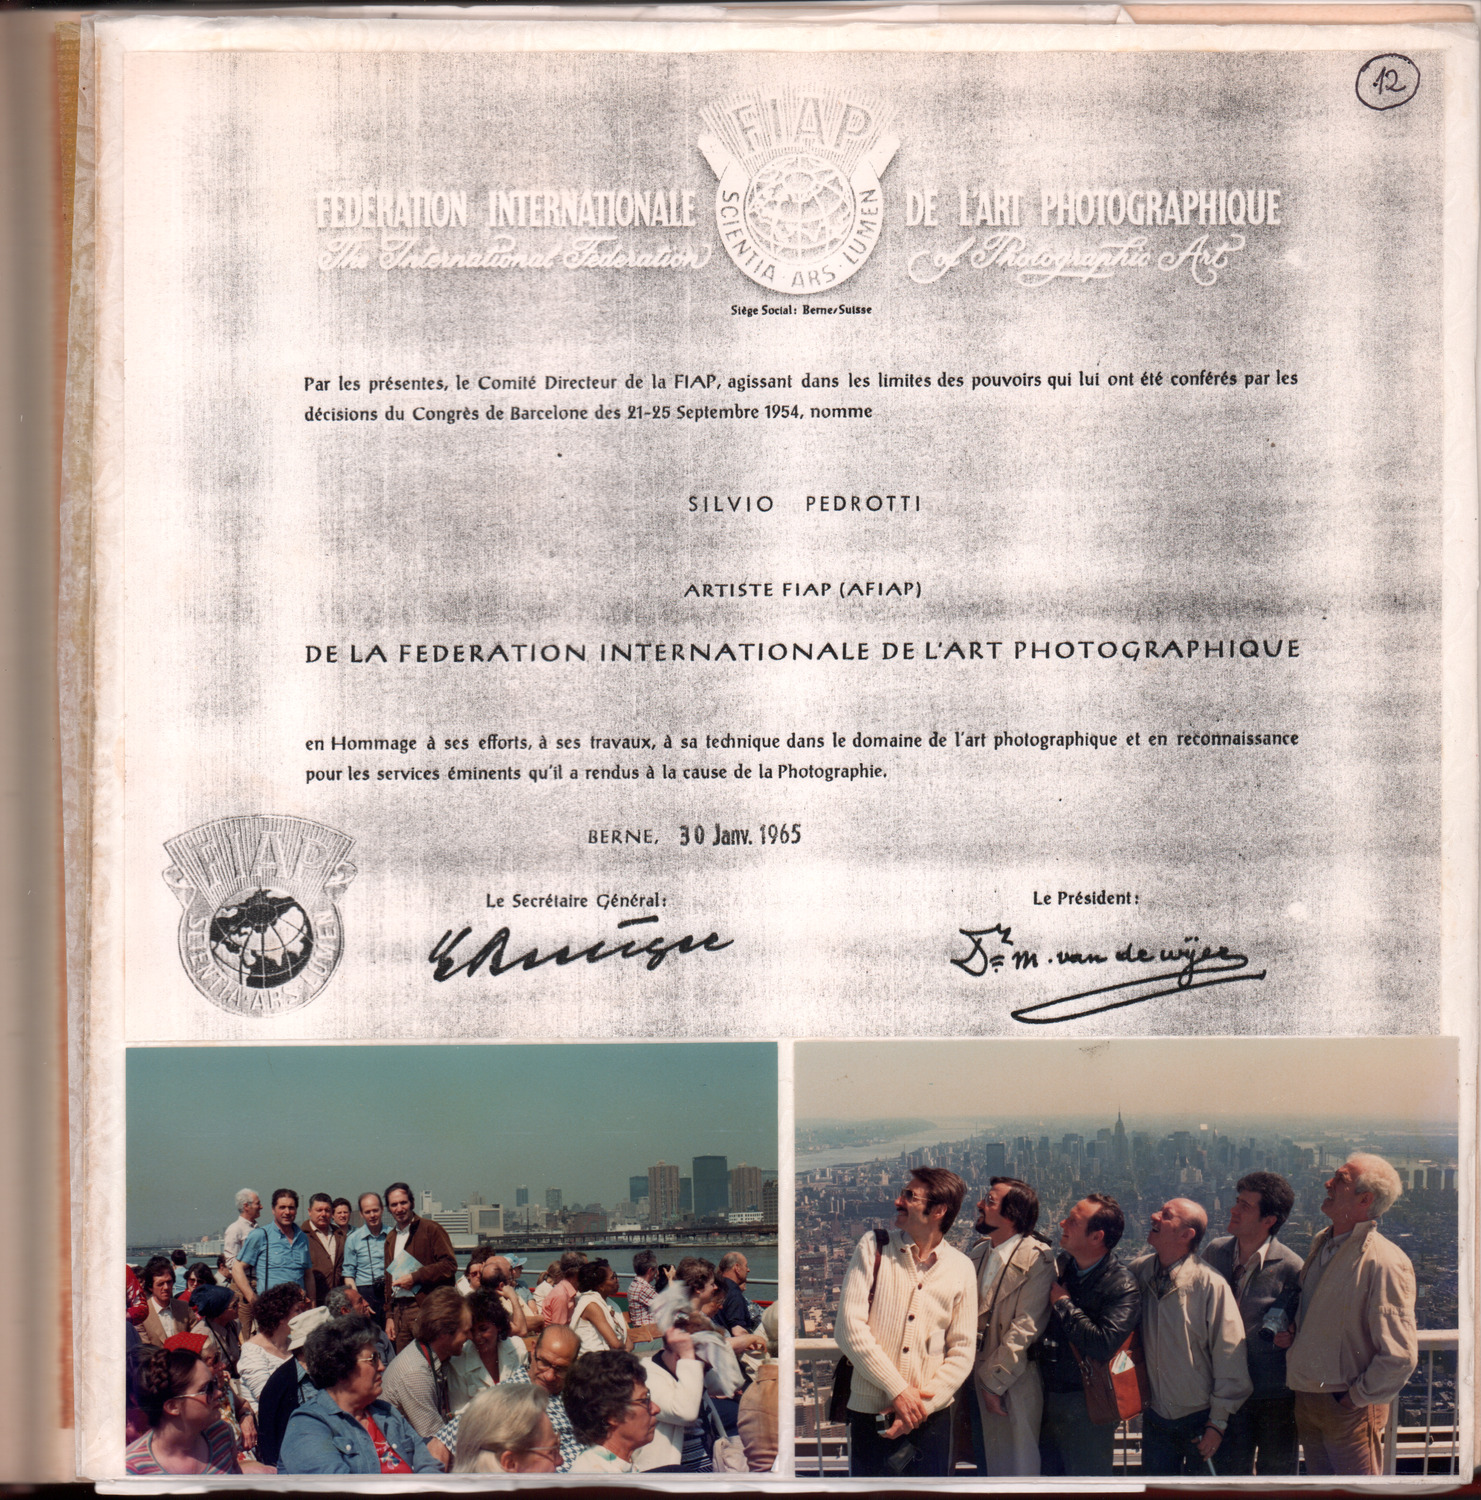 12
FIAP
FEDERATION INTERNATIONALE DE L'ART PHOTOGRAPHIQUE
The International Federation of Photographic Art
SCIENTIA · ARS · LUMEN
Siège Social: Berne/Suisse
Par les présentes, le Comité Directeur de la FIAP, agissant dans les limites des pouvoirs qui lui ont été conférés par les
décisions du Congrès de Barcelone des 21-25 Septembre 1954, nomme
SILVIO PEDROTTI
ARTISTE FIAP (AFIAP)
DE LA FEDERATION INTERNATIONALE DE L'ART PHOTOGRAPHIQUE
en Hommage à ses efforts, à ses travaux, à sa technique dans le domaine de l'art photographique et en reconnaissance
pour les services éminents qu'il a rendus à la cause de la Photographie.
BERNE, 30 Janv. 1965
Le Secrétaire Général: Le Président:
Dr M. van de wijer
FIAP
SCIENTIA · ARS · LUMEN